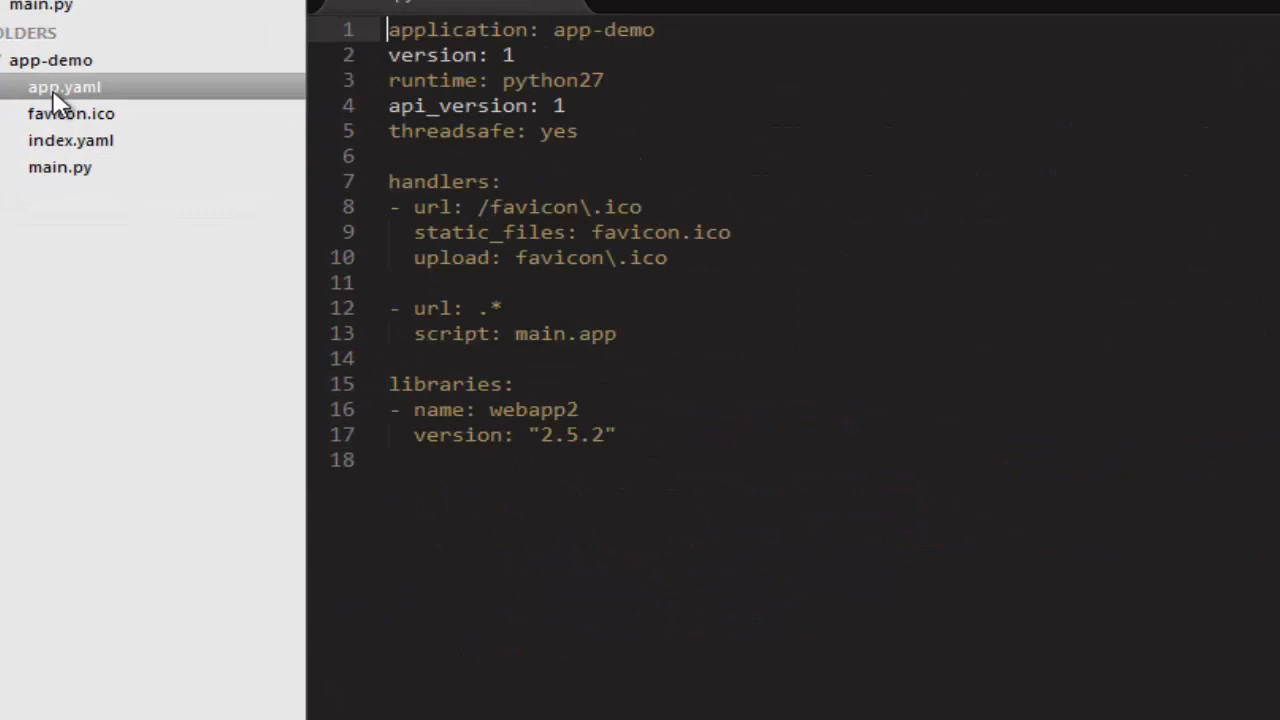 main.py
OLDERS
app-demo
app.yaml
favicon.ico
index.yaml
main.py
1 application: app-demo
2 version: 1
3 runtime: python27
4 api_version: 1
5 threadsafe: yes
6
7 handlers:
8 - url: /favicon\.ico
9 static_files: favicon.ico
10 upload: favicon\.ico
11
12 - url: .*
13 script: main.app
14
15 libraries:
16 - name: webapp2
17 version: "2.5.2"
18